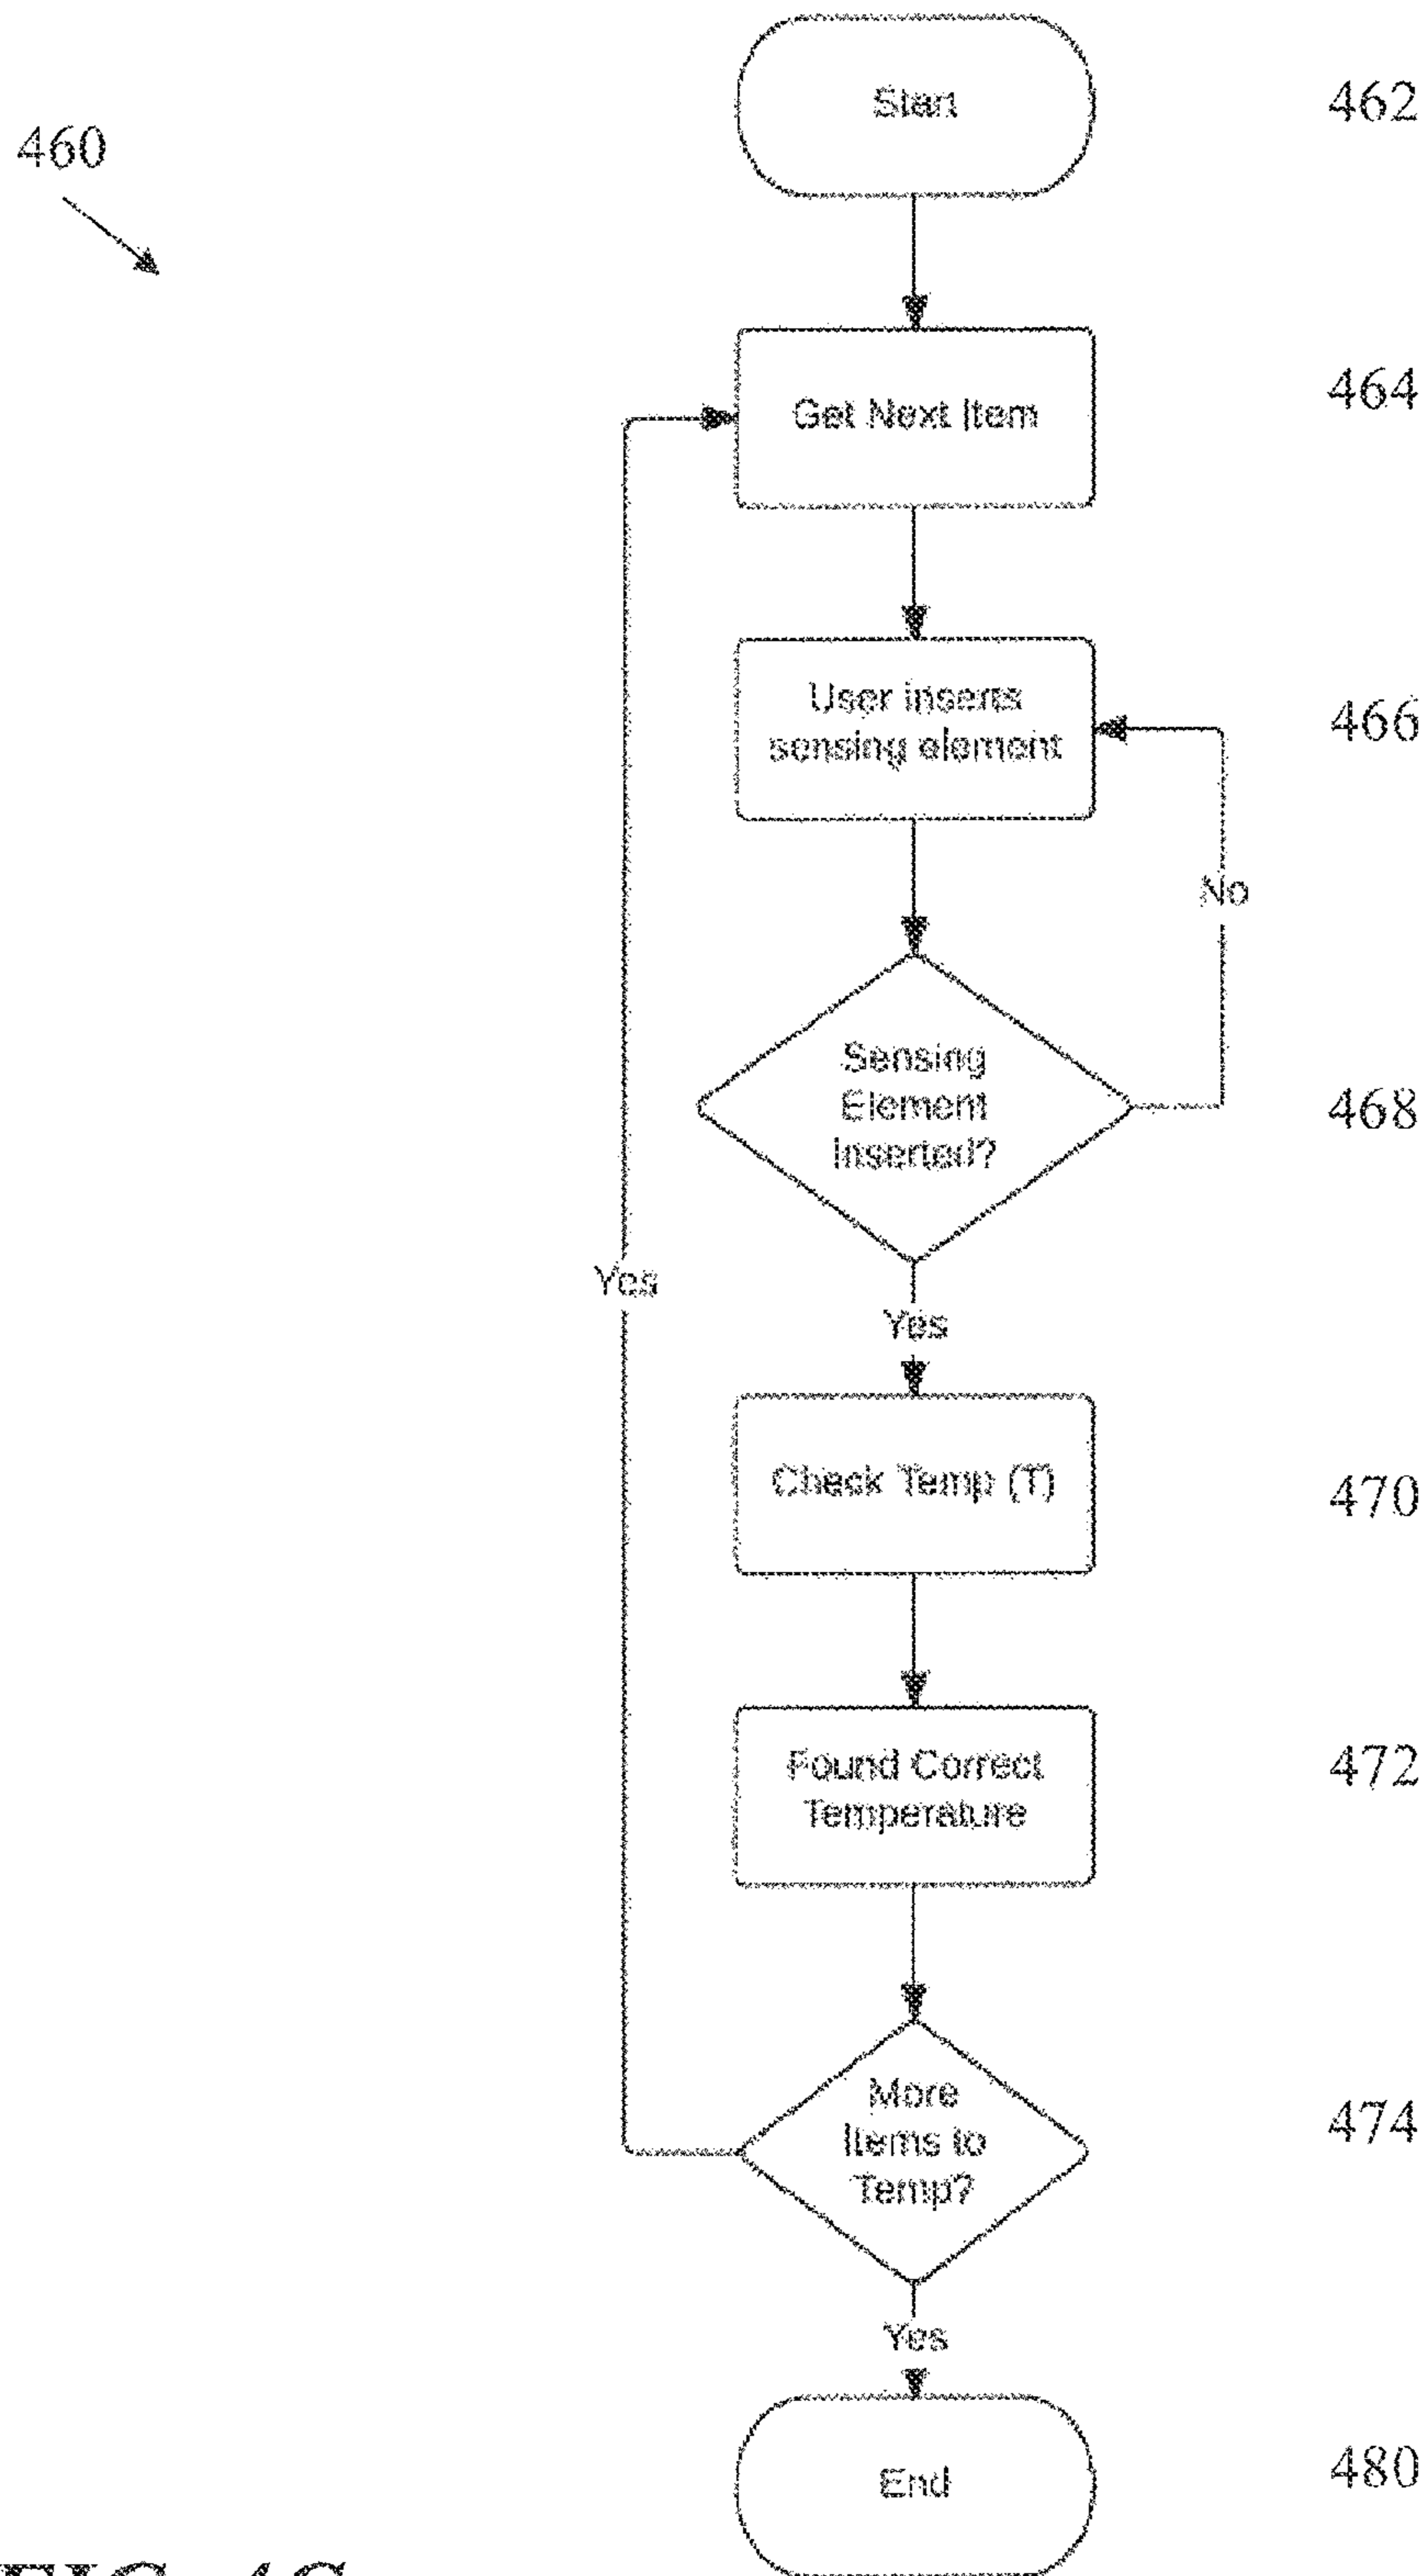 460
Start
462
Get Next Item
464
User inserts
sensing element
466
No
Sensing
Element
Inserted?
468
Yes
Yes
Check Temp (T)
470
Found Correct
Temperature
472
More
Items to
Temp?
474
Yes
End
480